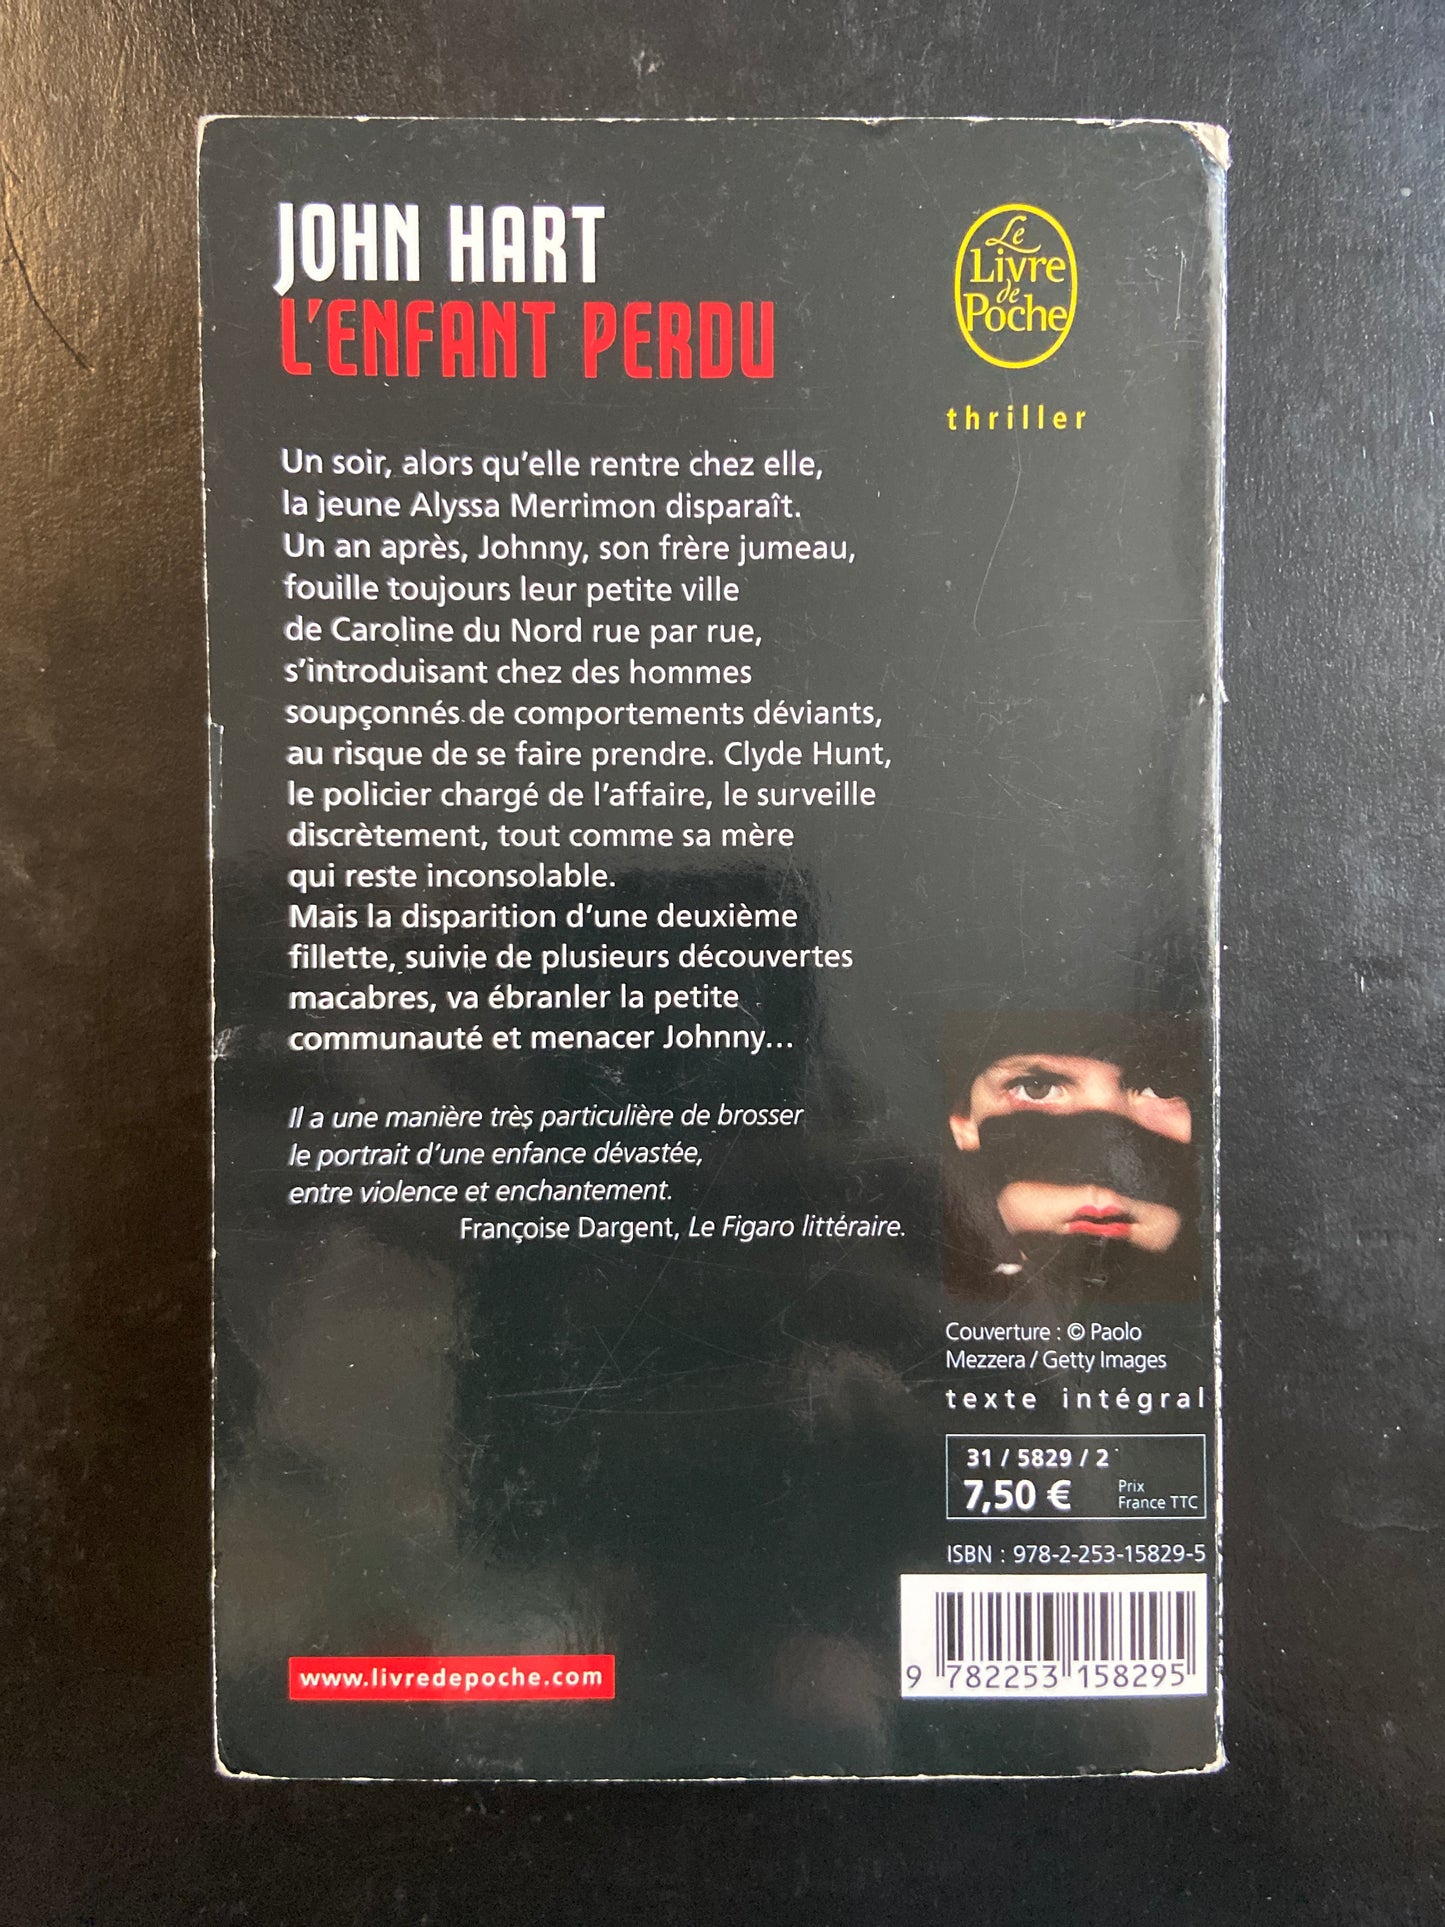 JOHN HART
L'ENFANT PERDU
Le
Livre
de
Poche
thriller
Un soir, alors qu'elle rentre chez elle,
la jeune Alyssa Merrimon disparaît.
Un an après, Johnny, son frère jumeau,
fouille toujours leur petite ville
de Caroline du Nord rue par rue,
s'introduisant chez des hommes
soupçonnés de comportements déviants,
au risque de se faire prendre. Clyde Hunt,
le policier chargé de l'affaire, le surveille
discrètement, tout comme sa mère
qui reste inconsolable.
Mais la disparition d'une deuxième
fillette, suivie de plusieurs découvertes
macabres, va ébranler la petite
communauté et menacer Johnny...
Il a une manière très particulière de brosser
le portrait d'une enfance dévastée,
entre violence et enchantement.
Françoise Dargent, Le Figaro littéraire.
Couverture : © Paolo
Mezzera / Getty Images
texte intégral
31 / 5829 / 2
7,50 €
Prix
France TTC
ISBN : 978-2-253-15829-5
9 782253 158295
www.livredepoche.com